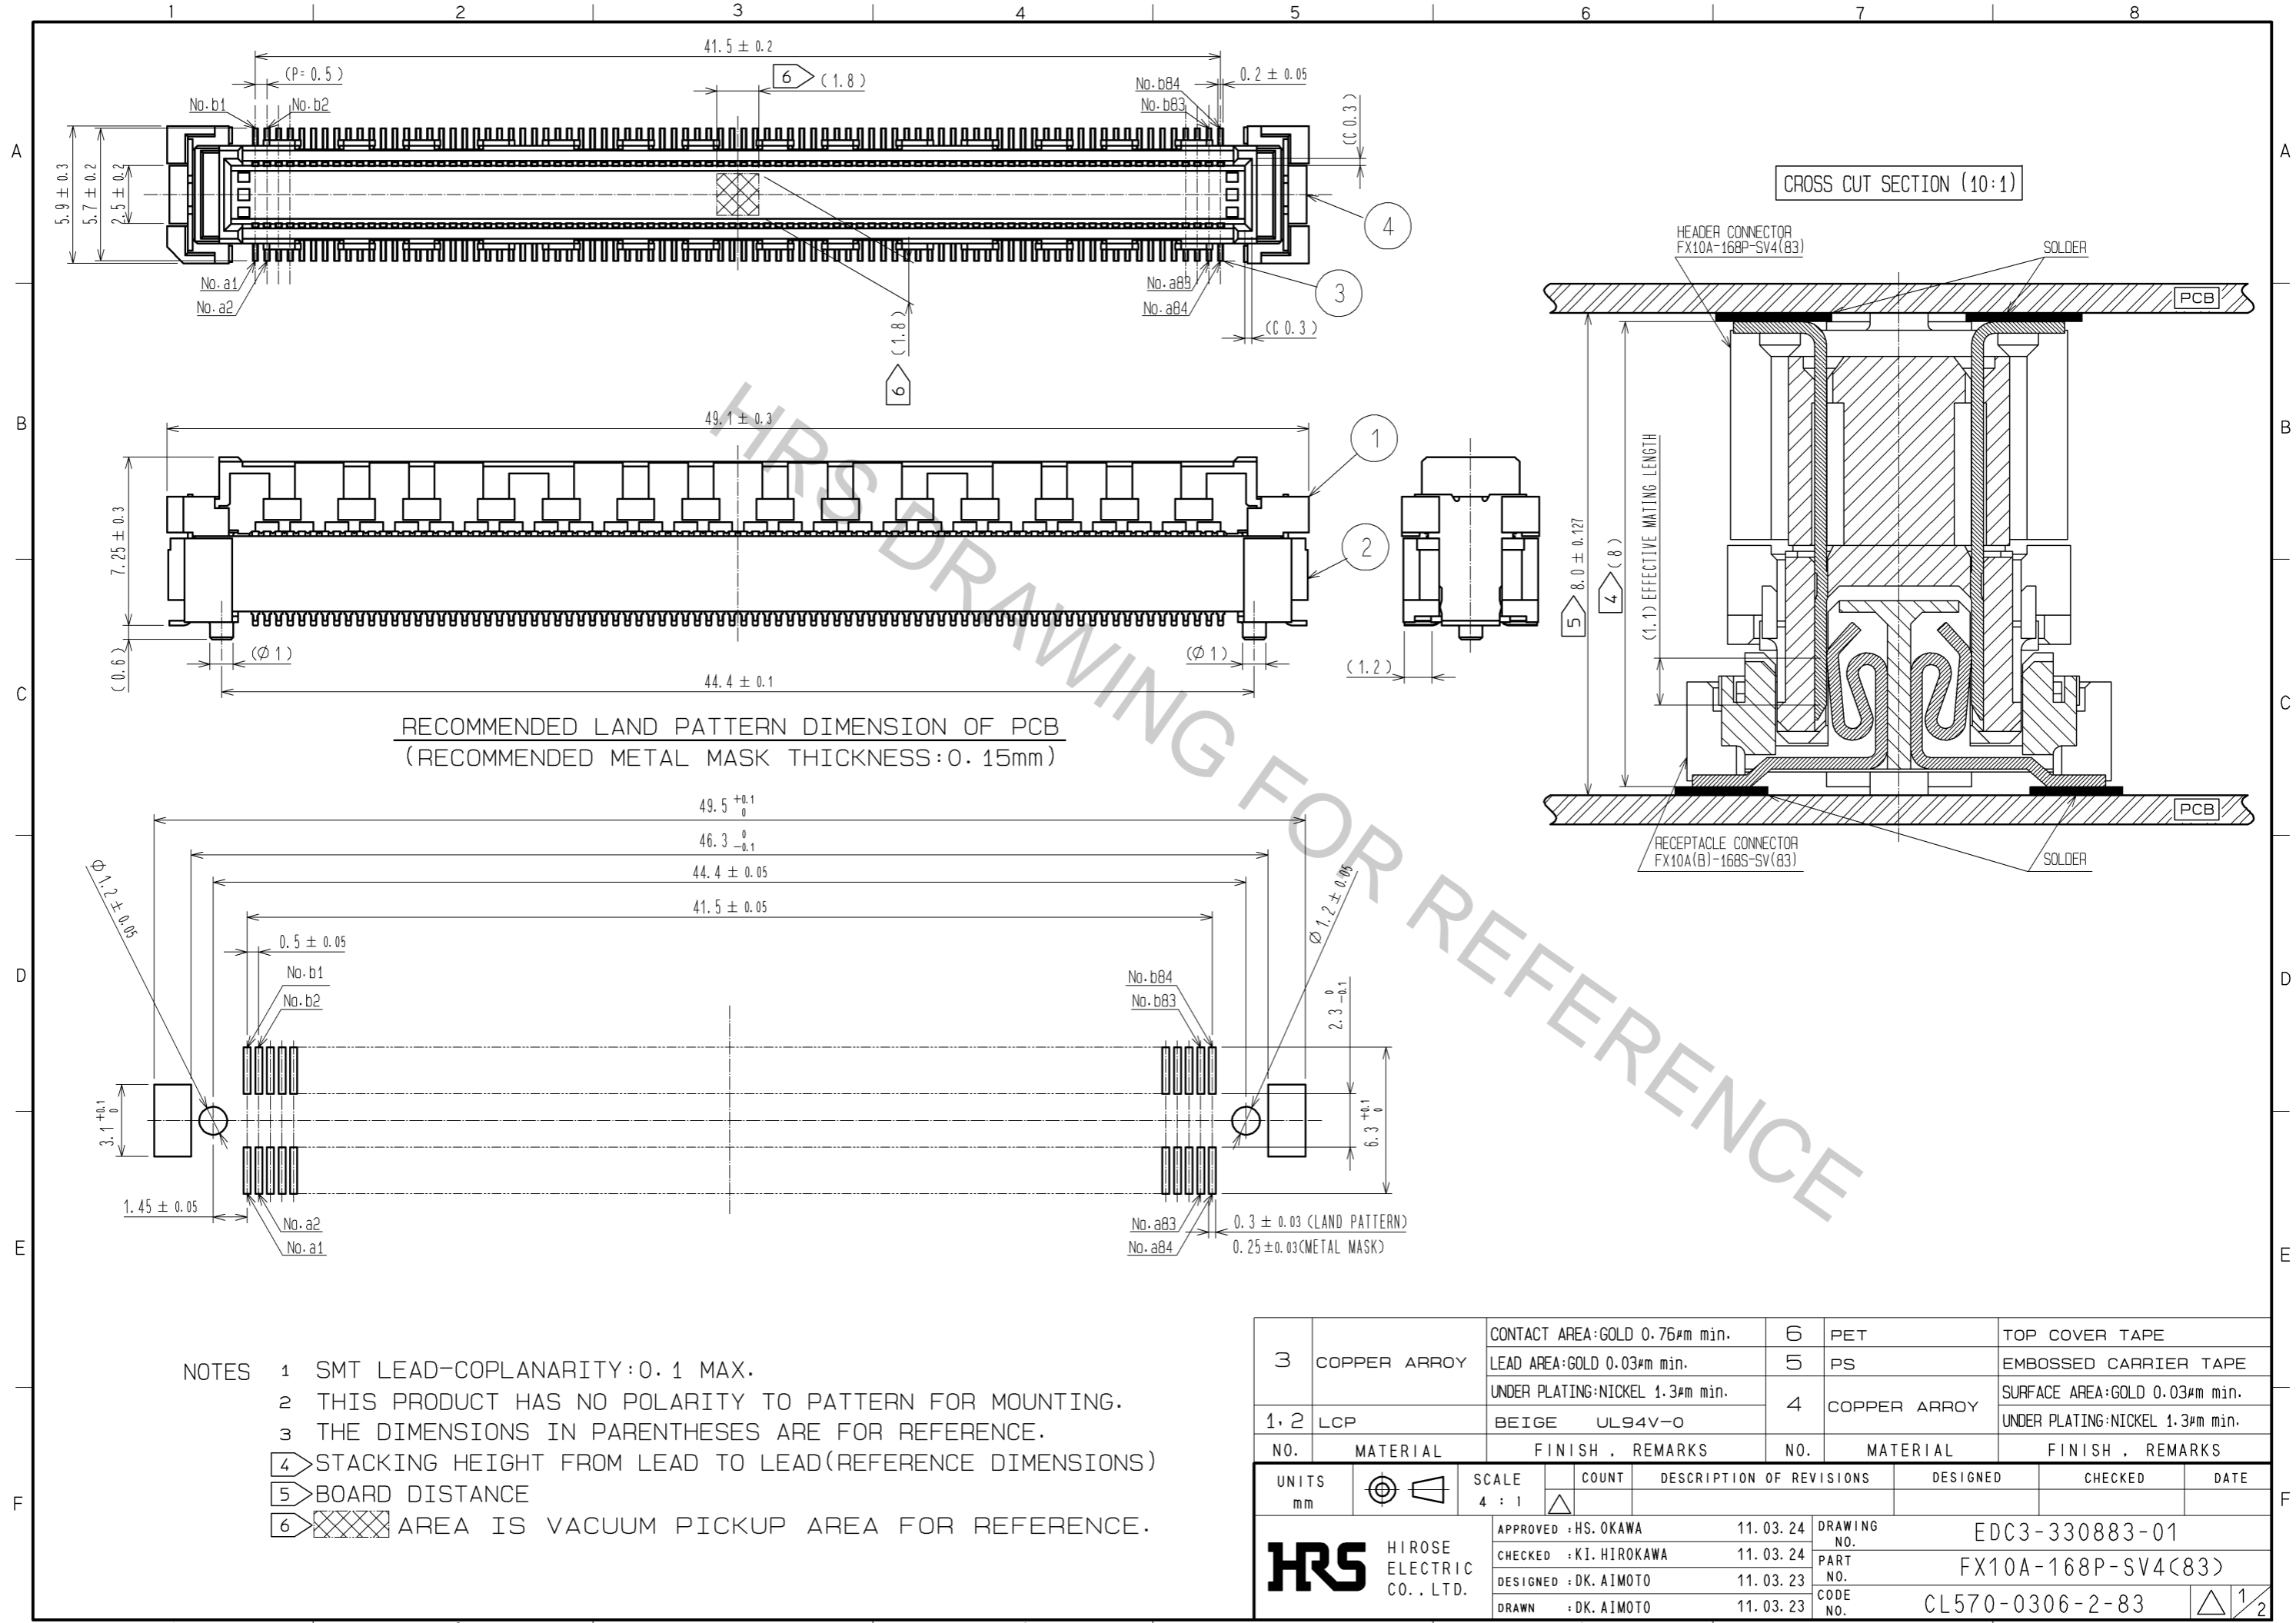 1 2 3 4 5 6 7 8
A
B
C
D
E
F
A
B
C
D
E
F
41.5 ± 0.2
(P=0.5)
6 (1.8)
0.2 ± 0.05
No.b1
No.b2
No.b84
No.b83
(C 0.3)
5.9 ± 0.3
5.7 ± 0.2
2.5 ± 0.2
No.a1
No.a2
No.a83
No.a84
(C 0.3)
(1.8)
6
4
3
49.1 ± 0.3
1
2
7.25 ± 0.3
(0.6)
(Ø1)
(Ø1)
44.4 ± 0.1
(1.2)
CROSS CUT SECTION (10:1)
HEADER CONNECTOR
FX10A-168P-SV4(83)
SOLDER
PCB
5 8.0 ± 0.127
4 (8)
(1.1) EFFECTIVE MATING LENGTH
PCB
RECEPTACLE CONNECTOR
FX10A(B)-168S-SV(83)
SOLDER
HRS DRAWING FOR REFERENCE
RECOMMENDED LAND PATTERN DIMENSION OF PCB
(RECOMMENDED METAL MASK THICKNESS:0.15mm)
49.5 +0.1 0
46.3 0 -0.1
44.4 ± 0.05
41.5 ± 0.05
Ø1.2 ± 0.05
Ø1.2 ± 0.05
0.5 ± 0.05
No.b1
No.b2
No.b84
No.b83
2.3 0 -0.1
6.3 +0.1 0
3.1 +0.1 0
1.45 ± 0.05
No.a2
No.a1
No.a83
No.a84
0.3 ± 0.03 (LAND PATTERN)
0.25±0.03(METAL MASK)
NOTES 1 SMT LEAD-COPLANARITY:0.1 MAX.
2 THIS PRODUCT HAS NO POLARITY TO PATTERN FOR MOUNTING.
3 THE DIMENSIONS IN PARENTHESES ARE FOR REFERENCE.
4 STACKING HEIGHT FROM LEAD TO LEAD(REFERENCE DIMENSIONS)
5 BOARD DISTANCE
6 AREA IS VACUUM PICKUP AREA FOR REFERENCE.
3 COPPER ARROY CONTACT AREA:GOLD 0.76μm min.
LEAD AREA:GOLD 0.03μm min.
UNDER PLATING:NICKEL 1.3μm min.
1,2 LCP BEIGE UL94V-0
6 PET TOP COVER TAPE
5 PS EMBOSSED CARRIER TAPE
4 COPPER ARROY SURFACE AREA:GOLD 0.03μm min.
UNDER PLATING:NICKEL 1.3μm min.
NO. MATERIAL FINISH , REMARKS NO. MATERIAL FINISH , REMARKS
UNITS
mm
SCALE
4 : 1
COUNT DESCRIPTION OF REVISIONS DESIGNED CHECKED DATE
HRS
HIROSE
ELECTRIC
CO.,LTD.
APPROVED :HS.OKAWA 11.03.24
CHECKED :KI.HIROKAWA 11.03.24
DESIGNED :DK.AIMOTO 11.03.23
DRAWN :DK.AIMOTO 11.03.23
DRAWING NO. EDC3-330883-01
PART NO. FX10A-168P-SV4(83)
CODE NO. CL570-0306-2-83
1/2